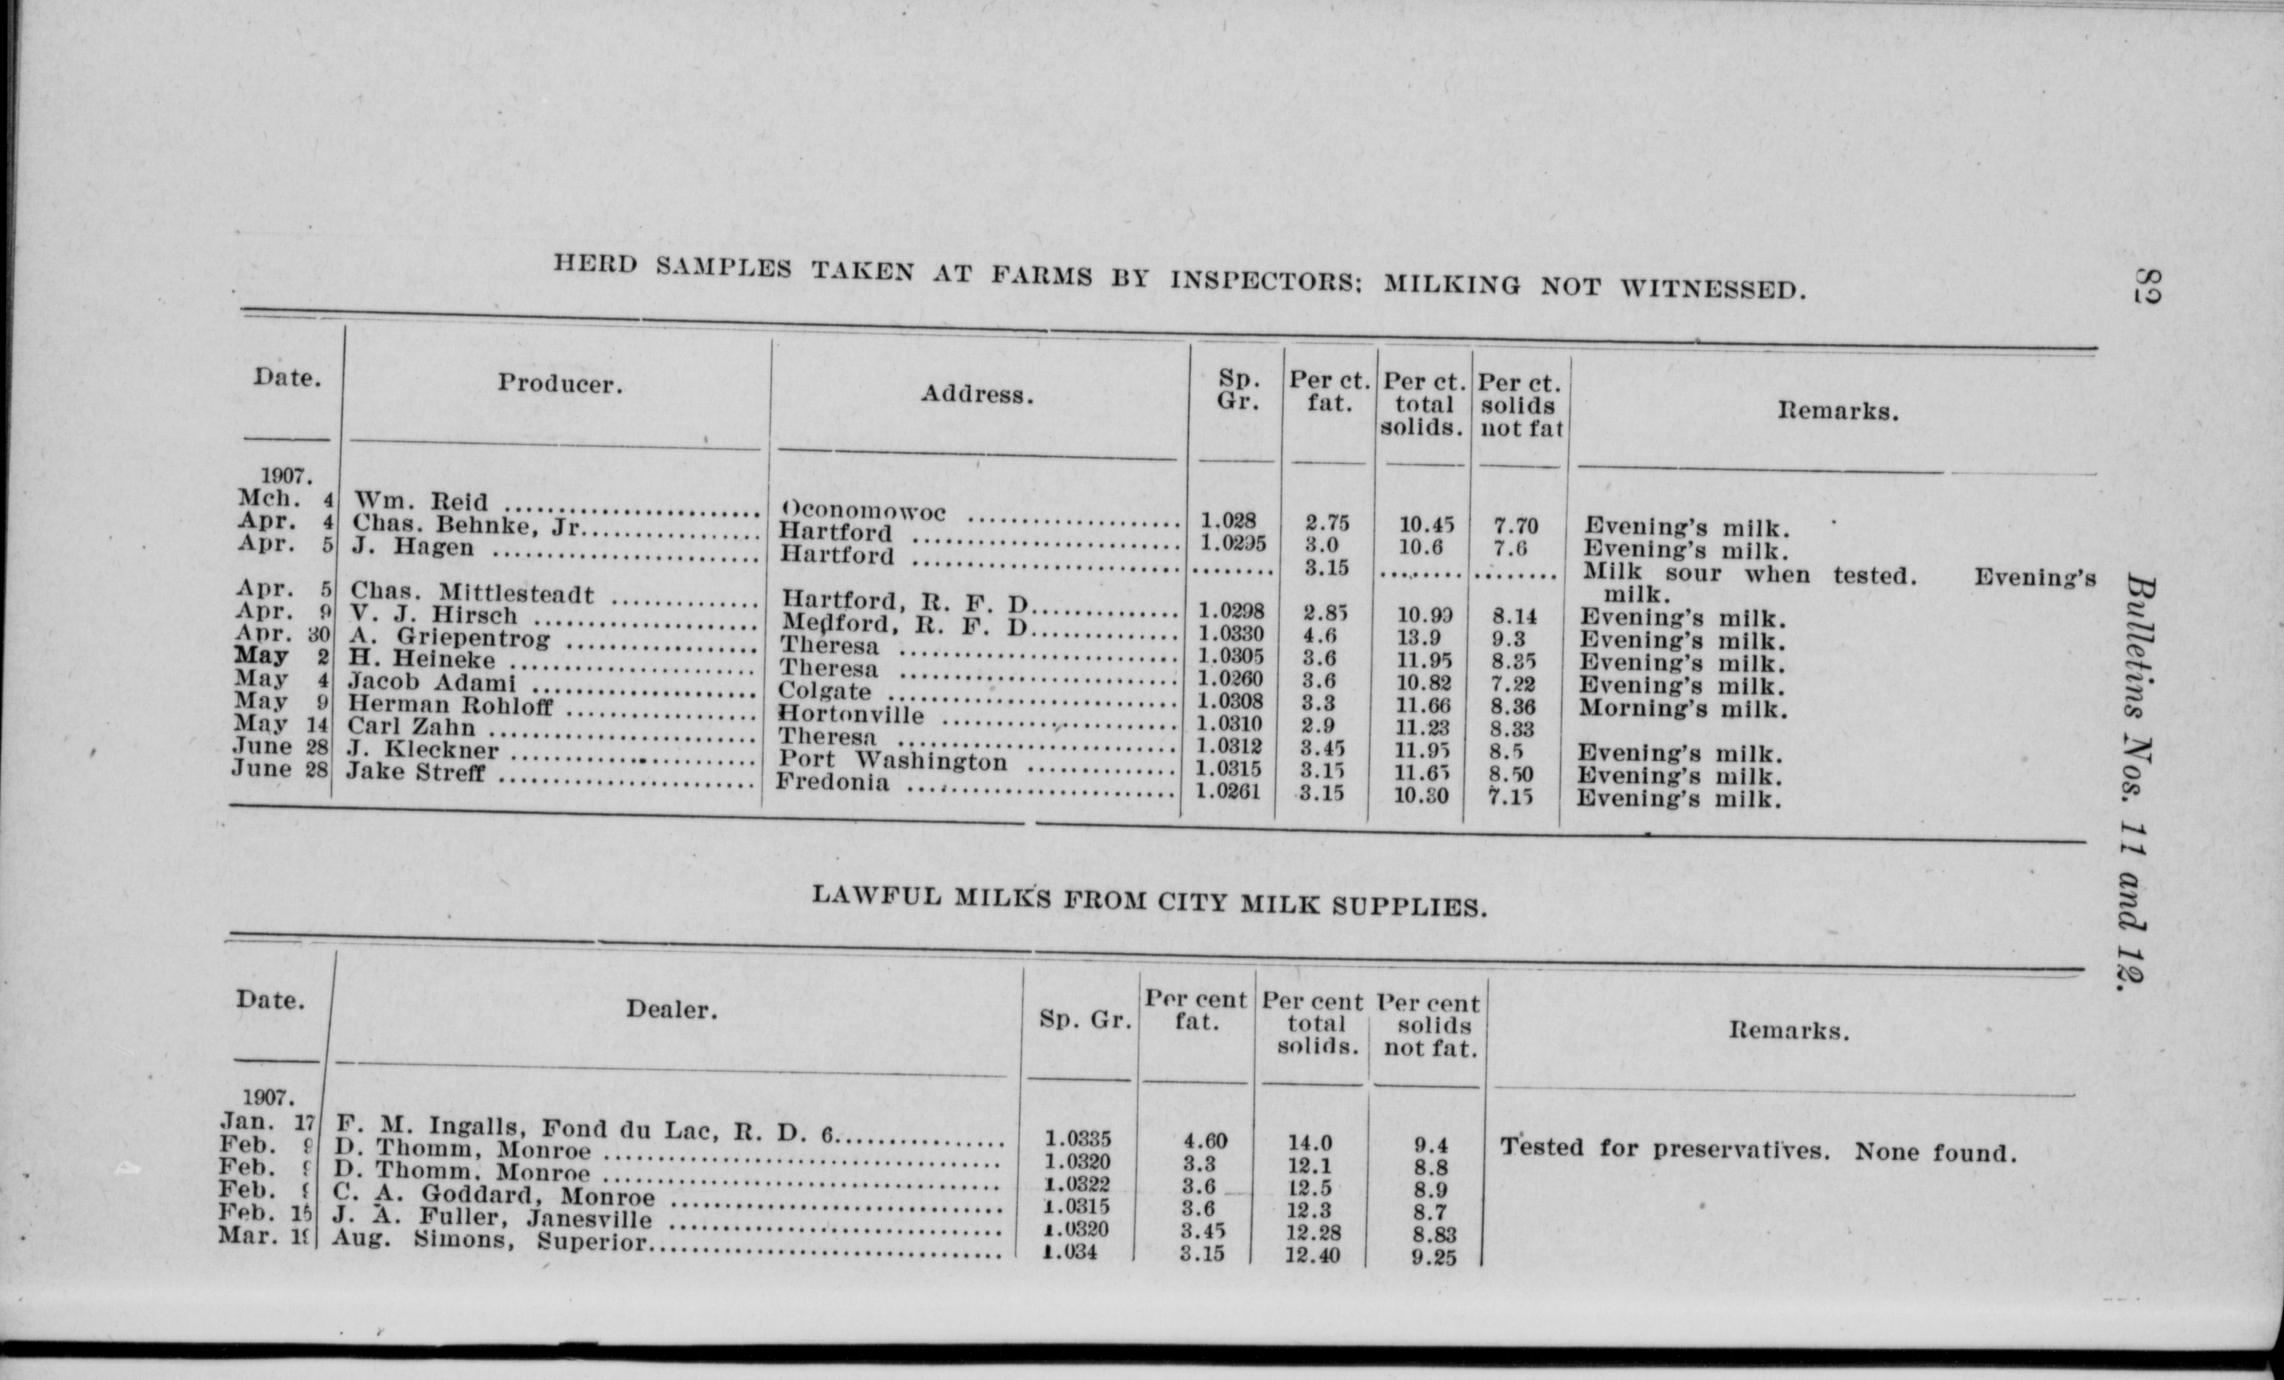 82
Bulletins Nos. 11 and 12.
HERD SAMPLES TAKEN AT FARMS BY INSPECTORS; MILKING NOT WITNESSED.
Date. Producer. Address. Sp. Gr. Per ct. fat. Per ct. total solids. Per ct. solids not fat Remarks.
1907.
Mch. 4 Wm. Reid ........ Oconomowoc ........ 1.028 2.75 10.45 7.70 Evening's milk.
Apr. 4 Chas. Behnke, Jr........ Hartford ........ 1.0295 3.0 10.6 7.6 Evening's milk.
Apr. 5 J. Hagen ........ Hartford ........ ........ 3.15 ........ ........ Milk sour when tested. Evening's
milk.
Apr. 5 Chas. Mittlesteadt ........ Hartford, R. F. D........ 1.0298 2.85 10.99 8.14 Evening's milk.
Apr. 9 V. J. Hirsch ........ Medford, R. F. D........ 1.0330 4.6 13.9 9.3 Evening's milk.
Apr. 30 A. Griepentrog ........ Theresa ........ 1.0305 3.6 11.95 8.35 Evening's milk.
May 2 H. Heineke ........ Theresa ........ 1.0260 3.6 10.82 7.22 Evening's milk.
May 4 Jacob Adami ........ Colgate ........ 1.0308 3.3 11.66 8.36 Morning's milk.
May 9 Herman Rohloff ........ Hortonville ........ 1.0310 2.9 11.23 8.33
May 14 Carl Zahn ........ Theresa ........ 1.0312 3.45 11.95 8.5 Evening's milk.
June 28 J. Kleckner ........ Port Washington ........ 1.0315 3.15 11.65 8.50 Evening's milk.
June 28 Jake Streff ........ Fredonia ........ 1.0261 3.15 10.30 7.15 Evening's milk.
LAWFUL MILKS FROM CITY MILK SUPPLIES.
Date. Dealer. Sp. Gr. Per cent fat. Per cent total solids. Per cent solids not fat. Remarks.
1907.
Jan. 17 F. M. Ingalls, Fond du Lac, R. D. 6........ 1.0335 4.60 14.0 9.4 Tested for preservatives. None found.
Feb. 9 D. Thomm, Monroe ........ 1.0320 3.3 12.1 8.8
Feb. D. Thomm, Monroe ........ 1.0322 3.6 12.5 8.9
Feb. C. A. Goddard, Monroe ........ 1.0315 3.6 12.3 8.7
Feb. 15 J. A. Fuller, Janesville ........ 1.0320 3.45 12.28 8.83
Mar. Aug. Simons, Superior........ 1.034 3.15 12.40 9.25